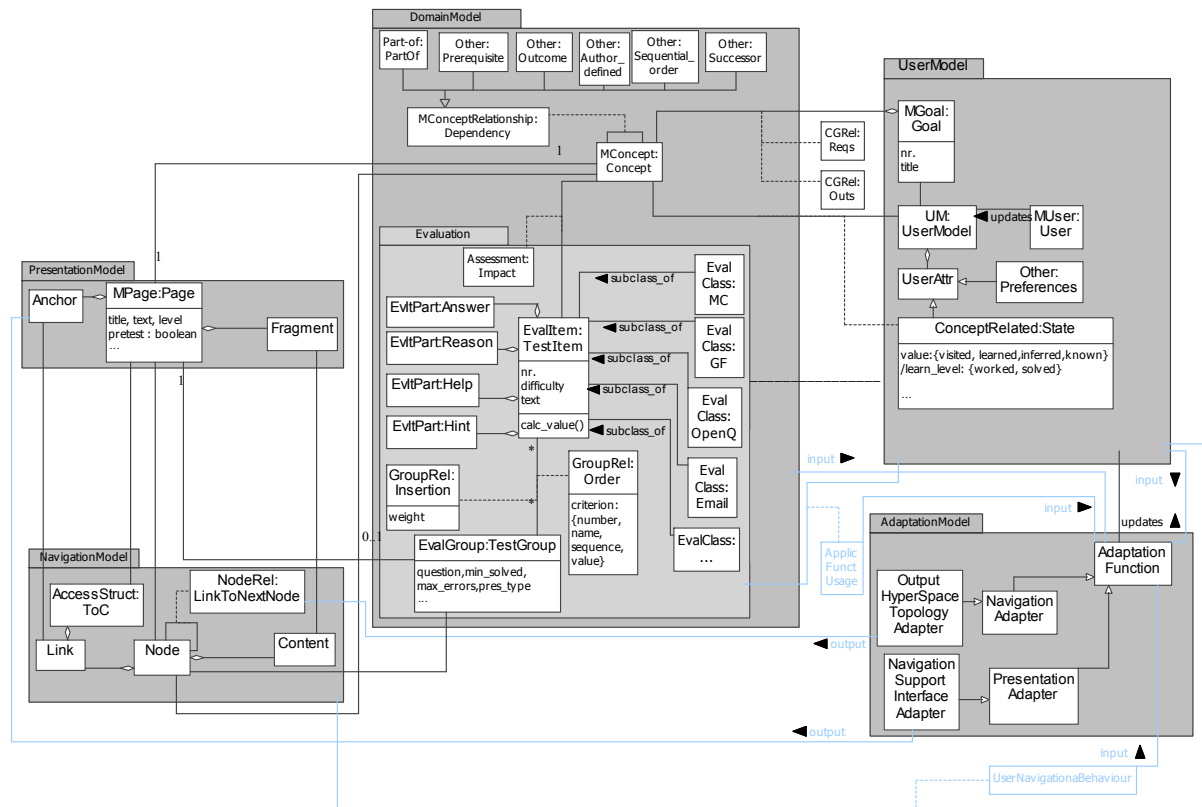 DomainModel
Part-of:
PartOf
Other:
Prerequisite
Other:
Outcome
Other:
Author_
defined
Other:
Sequential_
order
Other:
Successor
MConceptRelationship:
Dependency
1
MConcept:
Concept
CGRel:
Reqs
CGRel:
Outs
UserModel
MGoal:
Goal
nr.
title
UM:
UserModel
updates
MUser:
User
UserAttr
Other:
Preferences
ConceptRelated:State
value:{visited, learned,inferred,known}
/learn_level: {worked, solved}
...
Evaluation
Assessment:
Impact
EvltPart:Answer
EvltPart:Reason
EvltPart:Help
EvltPart:Hint
EvalItem:
TestItem
nr.
difficulty
text
calc_value()
subclass_of
subclass_of
subclass_of
subclass_of
subclass_of
Eval
Class:
MC
Eval
Class:
GF
Eval
Class:
OpenQ
Eval
Class:
Email
EvalClass:
...
*
*
GroupRel:
Insertion
weight
GroupRel:
Order
criterion:
{number,
name,
sequence,
value}
0..1
EvalGroup:TestGroup
question,min_solved,
max_errors,pres_type
...
PresentationModel
1
Anchor
MPage:Page
title, text, level
pretest : boolean
...
Fragment
1
NavigationModel
AccessStruct:
ToC
NodeRel:
LinkToNextNode
Link
Node
Content
input
input
input
updates
Applic
Funct
Usage
AdaptationModel
Adaptation
Function
Output
HyperSpace
Topology
Adapter
Navigation
Adapter
Navigation
Support
Interface
Adapter
Presentation
Adapter
output
output
input
UserNavigationaBehaviour